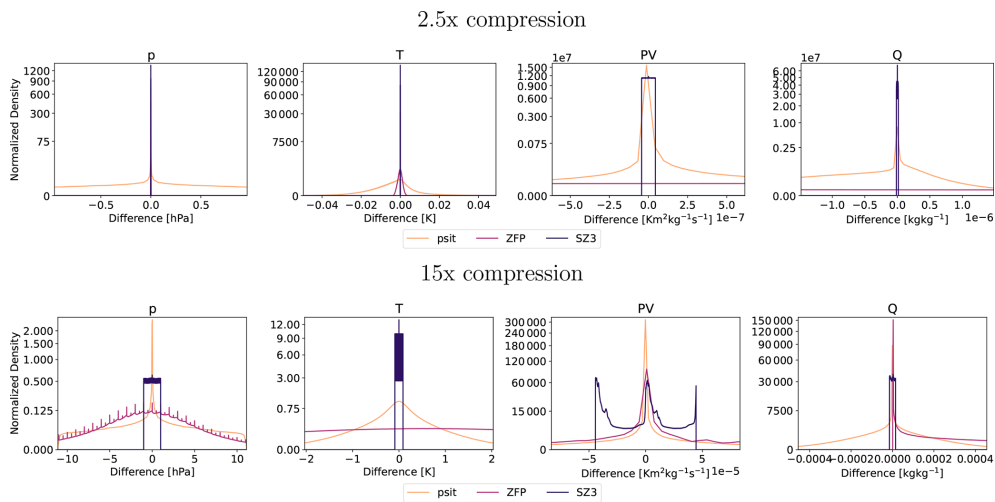 2.5x compression
p
T
PV
Q
1e7
1e7
Normalized Density
1200
900
600
300
75
0
120 000
90 000
60 000
30 000
7500
0
1.500
1.200
0.900
0.600
0.300
0.075
0.000
6.00
5.00
4.00
3.00
2.00
1.00
0.25
0.00
−0.5 0.0 0.5
−0.04 −0.02 0.00 0.02 0.04
−5.0 −2.5 0.0 2.5 5.0
−1.0 −0.5 0.0 0.5 1.0
Difference [hPa]
Difference [K]
Difference [Km²kg⁻¹s⁻¹] 1e−7
Difference [kgkg⁻¹] 1e−6
psit ZFP SZ3
15x compression
p
T
PV
Q
Normalized Density
2.000
1.500
1.000
0.500
0.125
0.000
12.00
9.00
6.00
3.00
0.75
0.00
300 000
240 000
180 000
120 000
60 000
15 000
0
150 000
120 000
90 000
60 000
30 000
7500
0
−10 −5 0 5 10
−2 −1 0 1 2
−5 0 5
−0.0004 −0.0002 0.0000 0.0002 0.0004
Difference [hPa]
Difference [K]
Difference [Km²kg⁻¹s⁻¹] 1e−5
Difference [kgkg⁻¹]
psit ZFP SZ3